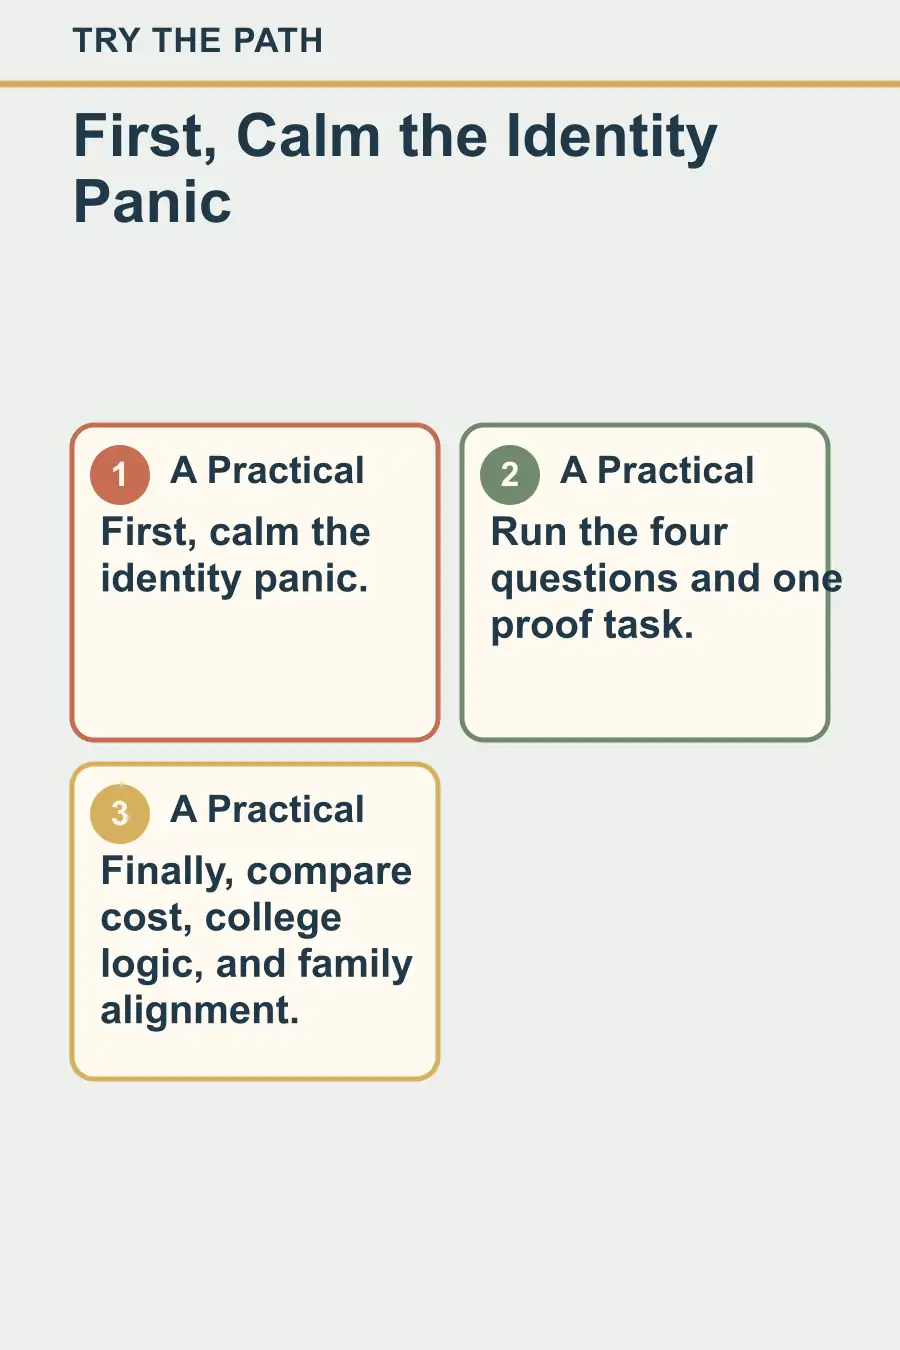 TRY THE PATH
First, Calm the Identity
Panic
1
A Practical
First, calm the
identity panic.
2
A Practical
Run the four
questions and one
proof task.
3
A Practical
Finally, compare
cost, college
logic, and family
alignment.